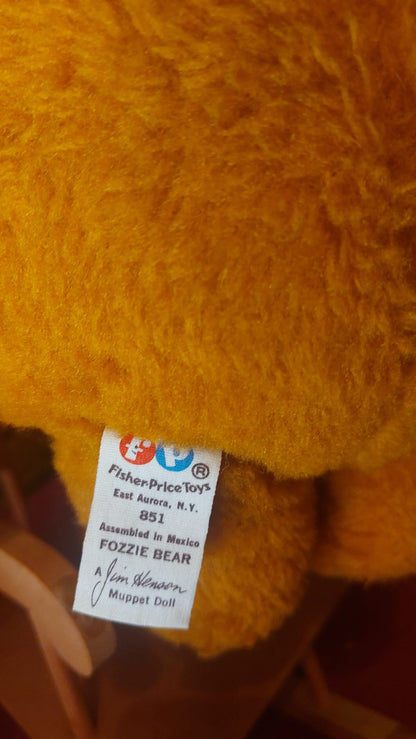 fp ®
Fisher-Price Toys
East Aurora, N.Y.
851
Assembled in Mexico
FOZZIE BEAR
A Jim Henson
Muppet Doll